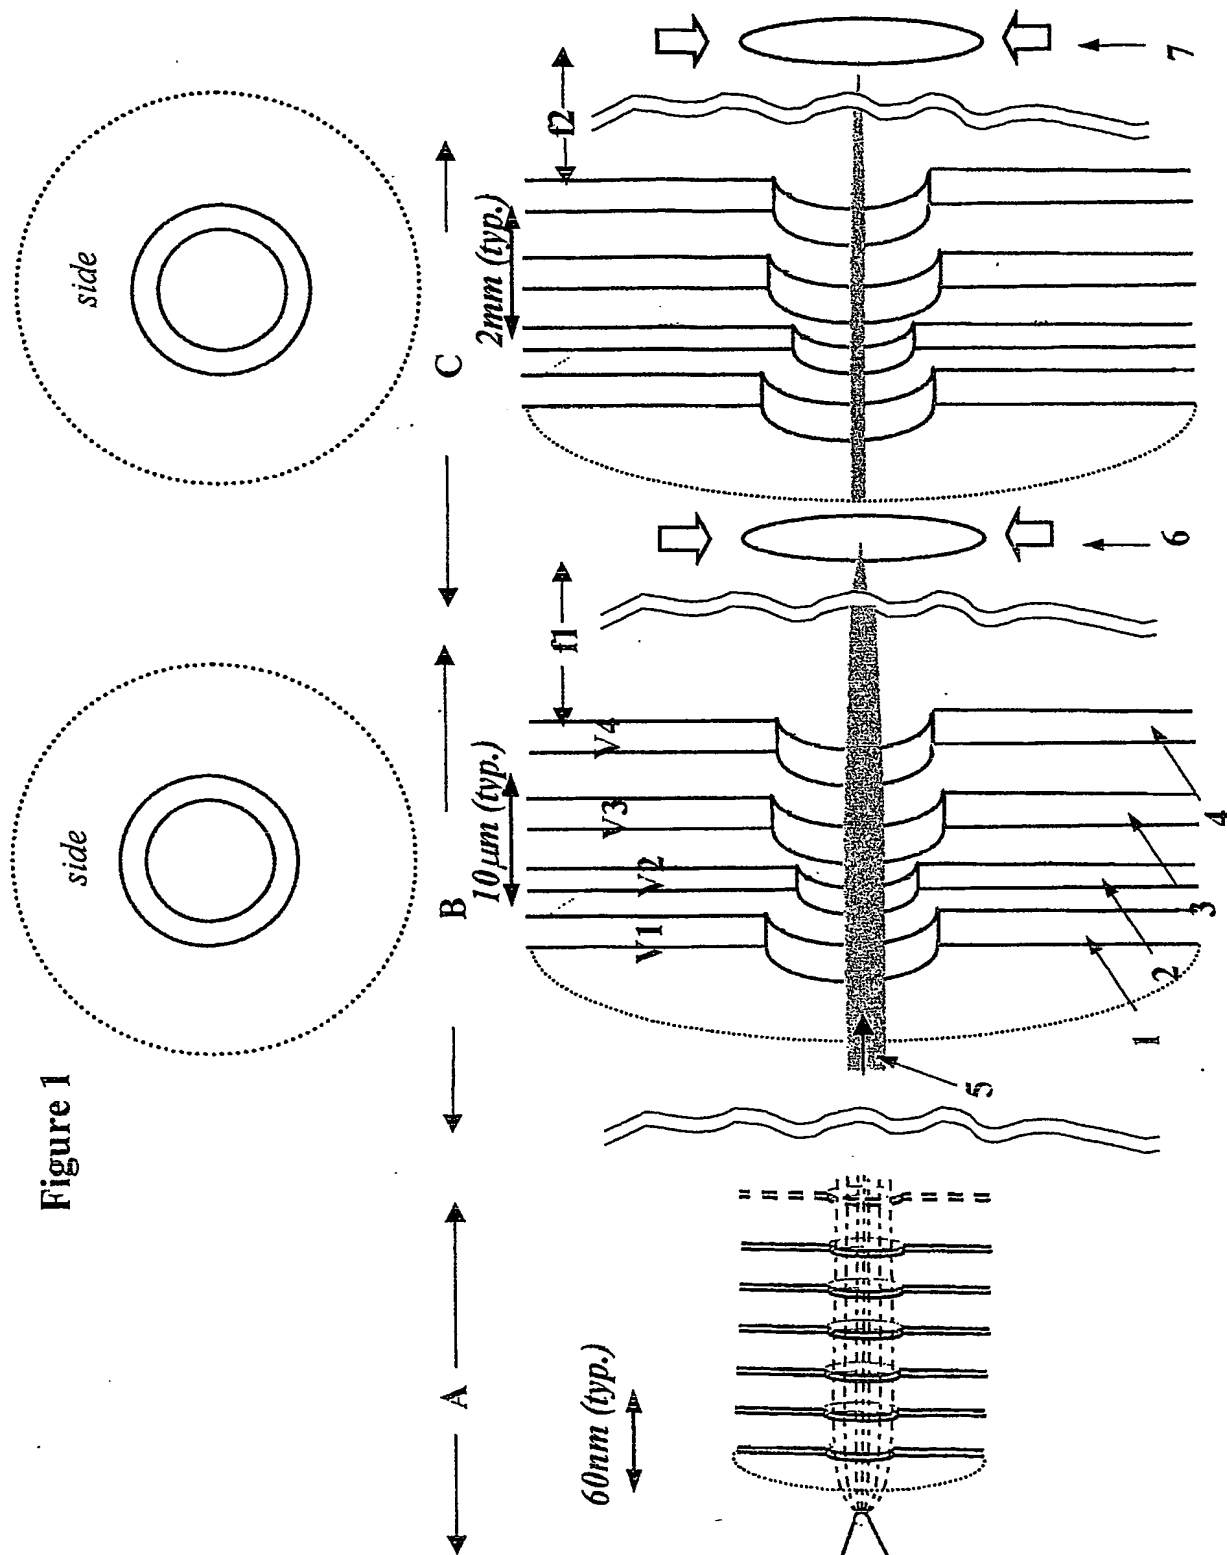 Figure 1
side
side
A
B
C
60nm (typ.)
10µm (typ.)
2mm (typ.)
f1
f2
V1
V2
V3
V4
1
2
3
4
5
6
7